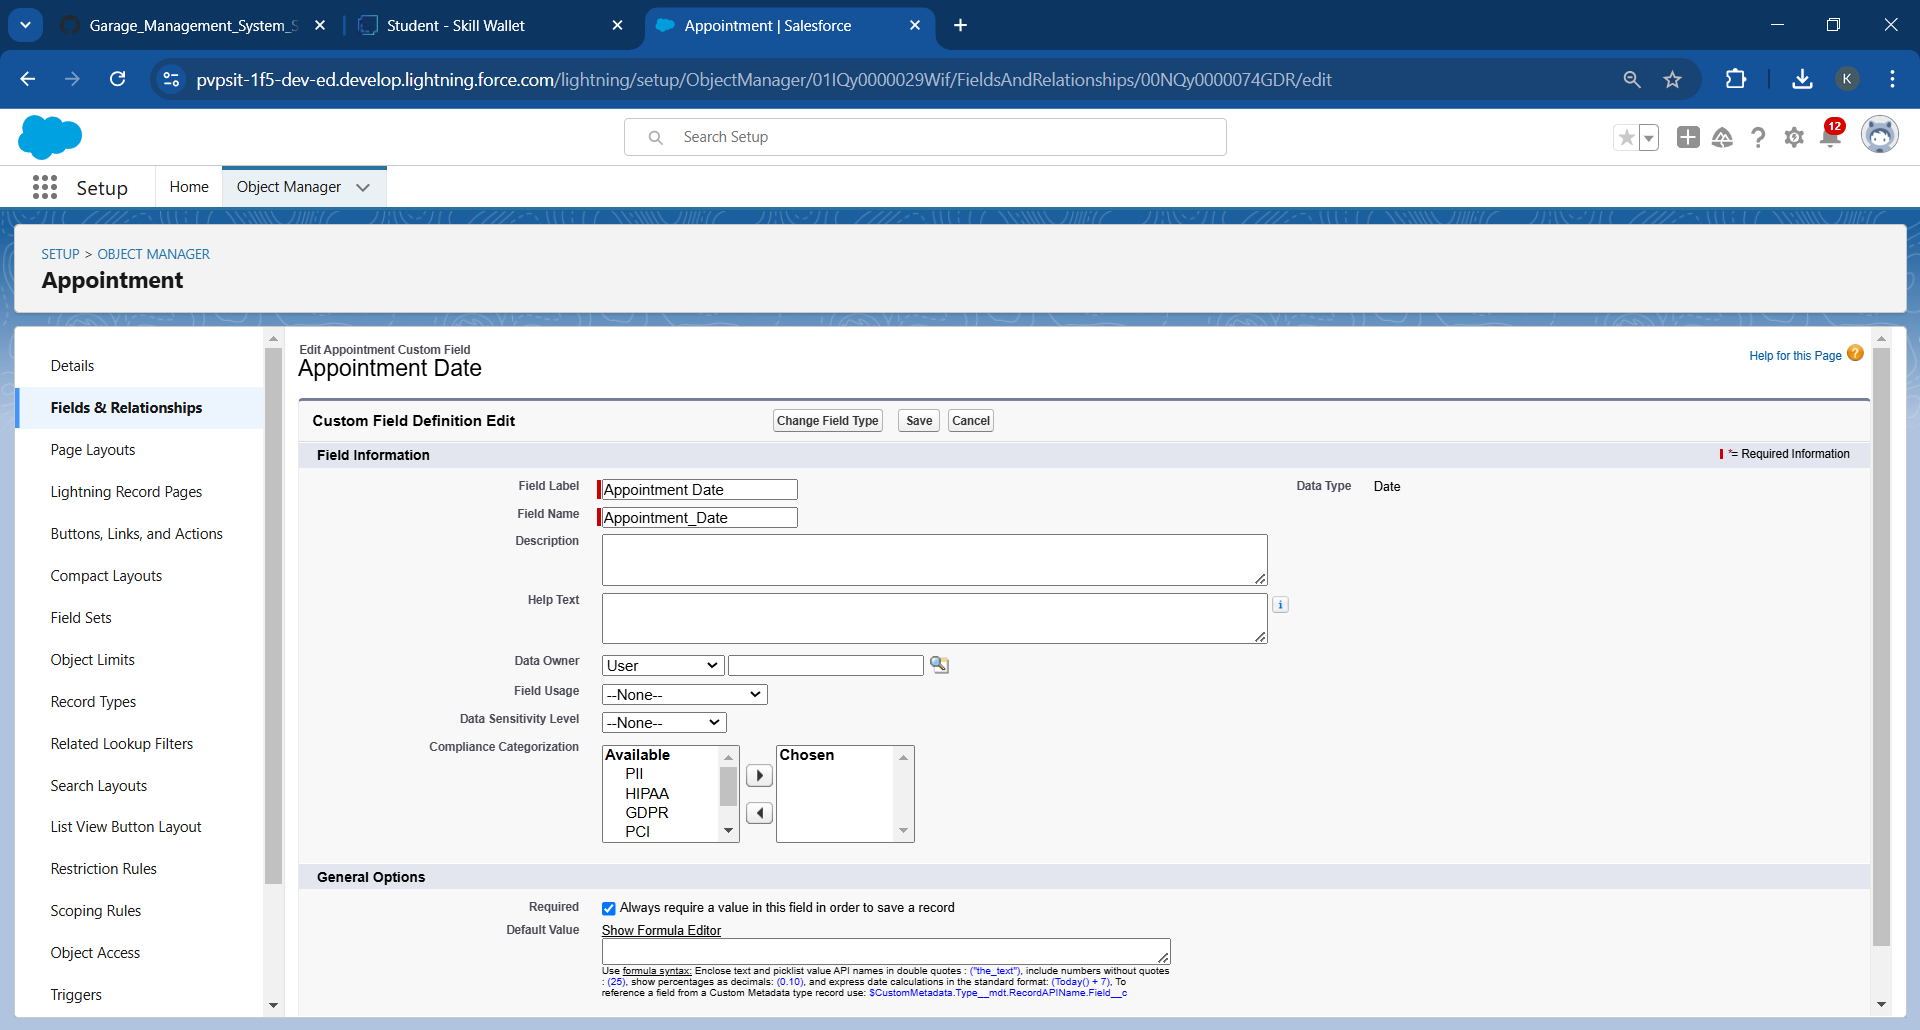 Garage_Management_System_S
Student - Skill Wallet
Appointment | Salesforce
pvpsit-1f5-dev-ed.develop.lightning.force.com/lightning/setup/ObjectManager/01IQy0000029Wif/FieldsAndRelationships/00NQy0000074GDR/edit
K
Search Setup
12
Setup
Home
Object Manager
SETUP > OBJECT MANAGER
Appointment
Details
Fields & Relationships
Page Layouts
Lightning Record Pages
Buttons, Links, and Actions
Compact Layouts
Field Sets
Object Limits
Record Types
Related Lookup Filters
Search Layouts
List View Button Layout
Restriction Rules
Scoping Rules
Object Access
Triggers
Edit Appointment Custom Field
Appointment Date
Help for this Page ?
Custom Field Definition Edit
Change Field Type
Save
Cancel
Field Information
*= Required Information
Field Label
Appointment Date
Data Type
Date
Field Name
Appointment_Date
Description
Help Text
i
Data Owner
User
Field Usage
--None--
Data Sensitivity Level
--None--
Compliance Categorization
Available
PII
HIPAA
GDPR
PCI
Chosen
General Options
Required
Always require a value in this field in order to save a record
Default Value
Show Formula Editor
Use formula syntax: Enclose text and picklist value API names in double quotes : ("the_text"), include numbers without quotes
: (25), show percentages as decimals: (0.10), and express date calculations in the standard format: (Today() + 7). To
reference a field from a Custom Metadata type record use: $CustomMetadata.Type__mdt.RecordAPIName.Field__c